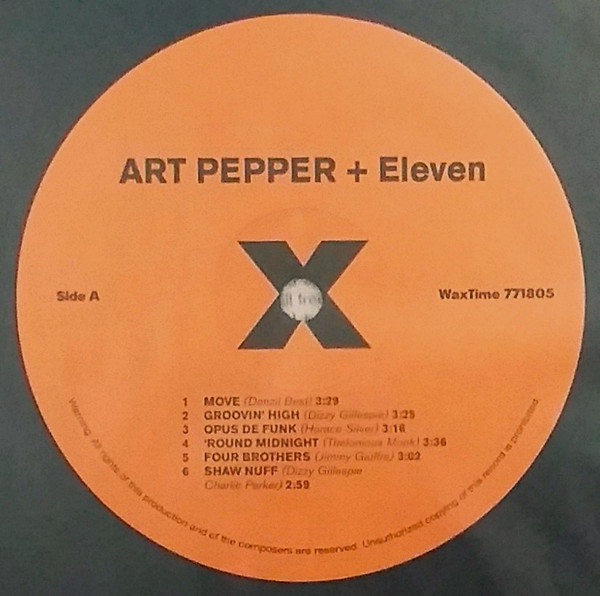 ART PEPPER + Eleven
X
Side A
WaxTime 771805
1 MOVE (Denzil Best) 3:29
2 GROOVIN' HIGH (Dizzy Gillespie) 3:25
3 OPUS DE FUNK (Horace Silver) 3:16
4 'ROUND MIDNIGHT (Thelonious Monk) 3:36
5 FOUR BROTHERS (Jimmy Giuffre) 3:02
6 SHAW NUFF (Dizzy Gillespie
Charlie Parker) 2:59
Warning. All rights of this production and of the composers are reserved. Unauthorized copying of this record is prohibited.